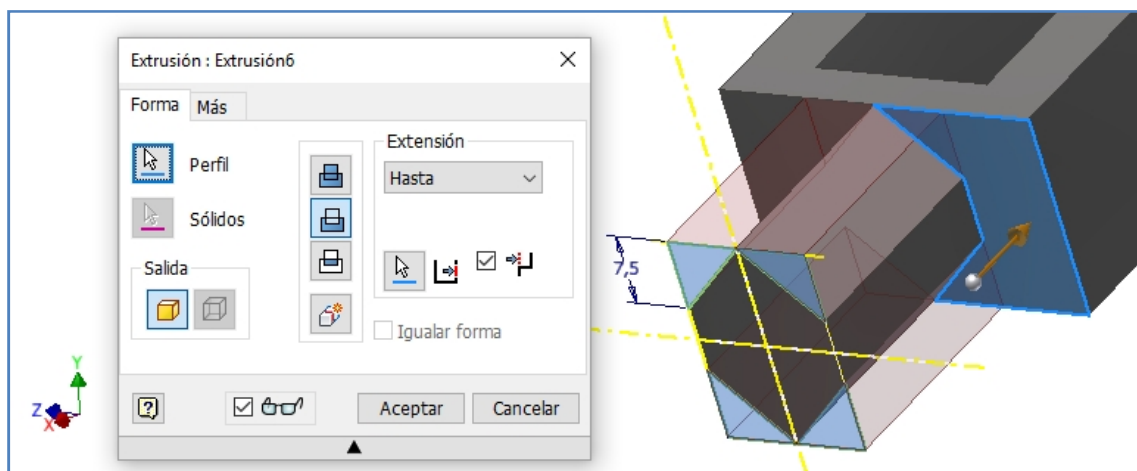 Extrusión : Extrusión6
Forma
Más
Perfil
Sólidos
Salida
Extensión
Hasta
Igualar forma
?
Aceptar
Cancelar
7,5
Y
Z
X